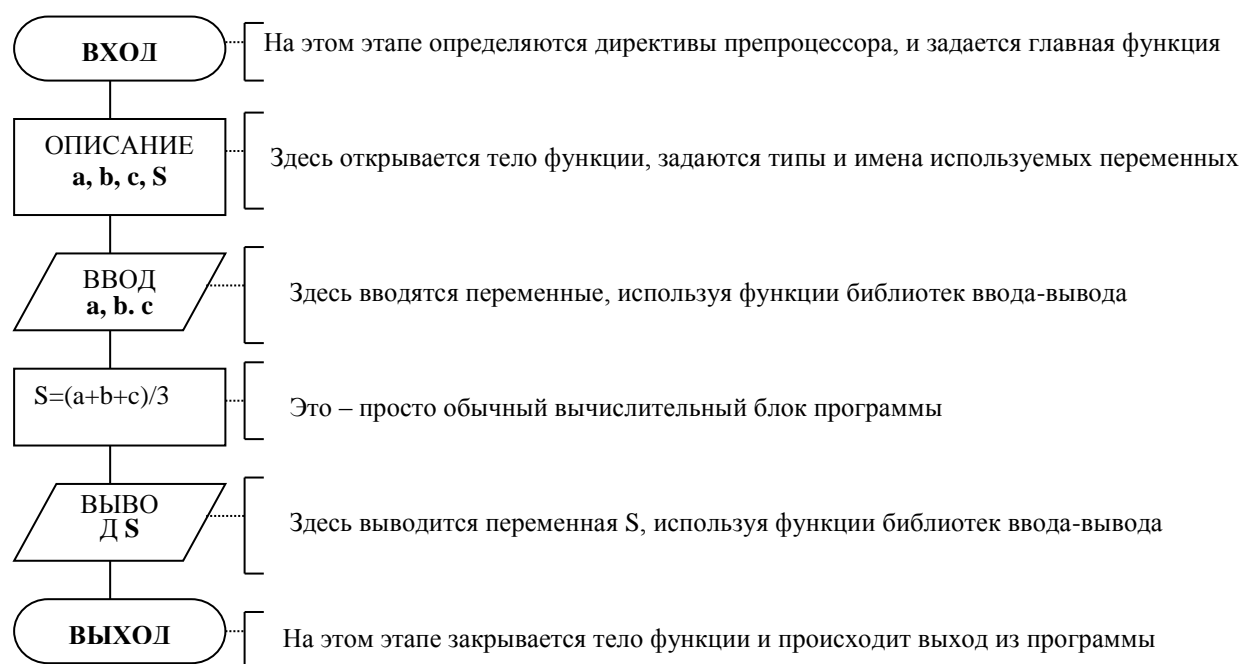 ВХОД
На этом этапе определяются директивы препроцессора, и задается главная функция
ОПИСАНИЕ
a, b, c, S
Здесь открывается тело функции, задаются типы и имена используемых переменных
ВВОД
a, b. c
Здесь вводятся переменные, используя функции библиотек ввода-вывода
S=(a+b+c)/3
Это – просто обычный вычислительный блок программы
ВЫВО
Д S
Здесь выводится переменная S, используя функции библиотек ввода-вывода
ВЫХОД
На этом этапе закрывается тело функции и происходит выход из программы